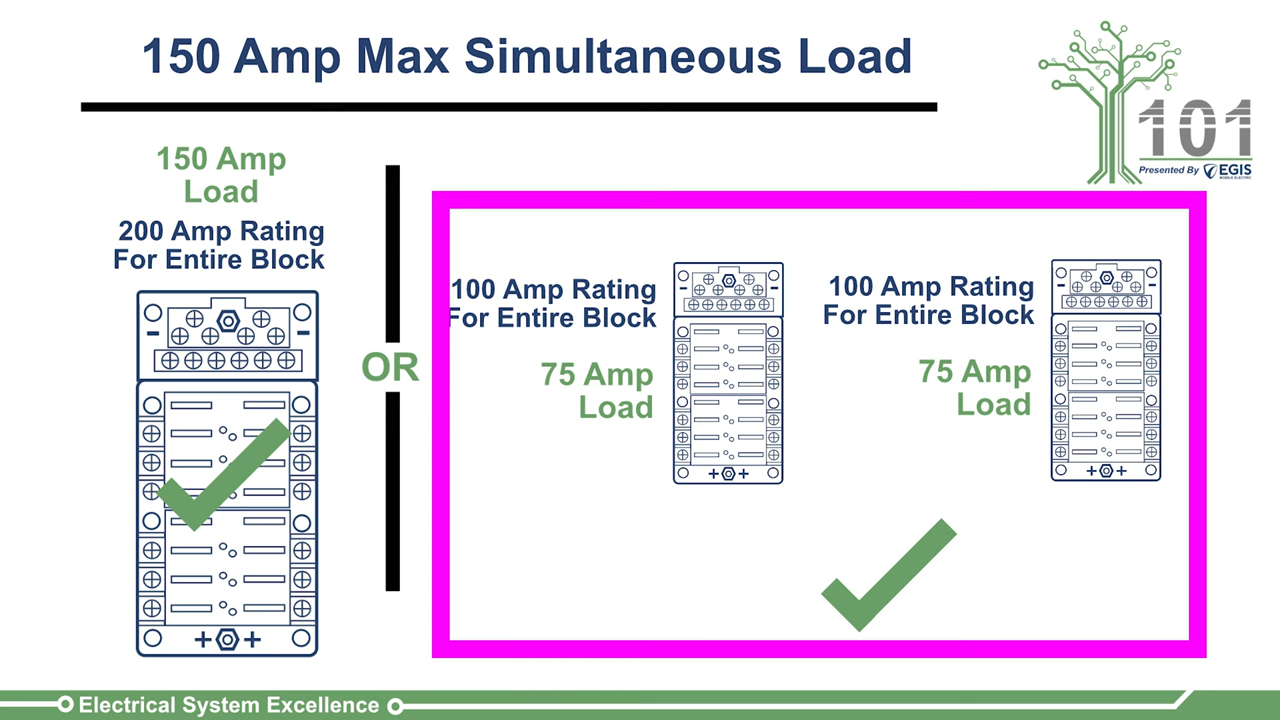 150 Amp Max Simultaneous Load
101
Presented By EGIS
MOBILE ELECTRIC
150 Amp
Load
200 Amp Rating
For Entire Block
OR
100 Amp Rating
For Entire Block
75 Amp
Load
100 Amp Rating
For Entire Block
75 Amp
Load
Electrical System Excellence